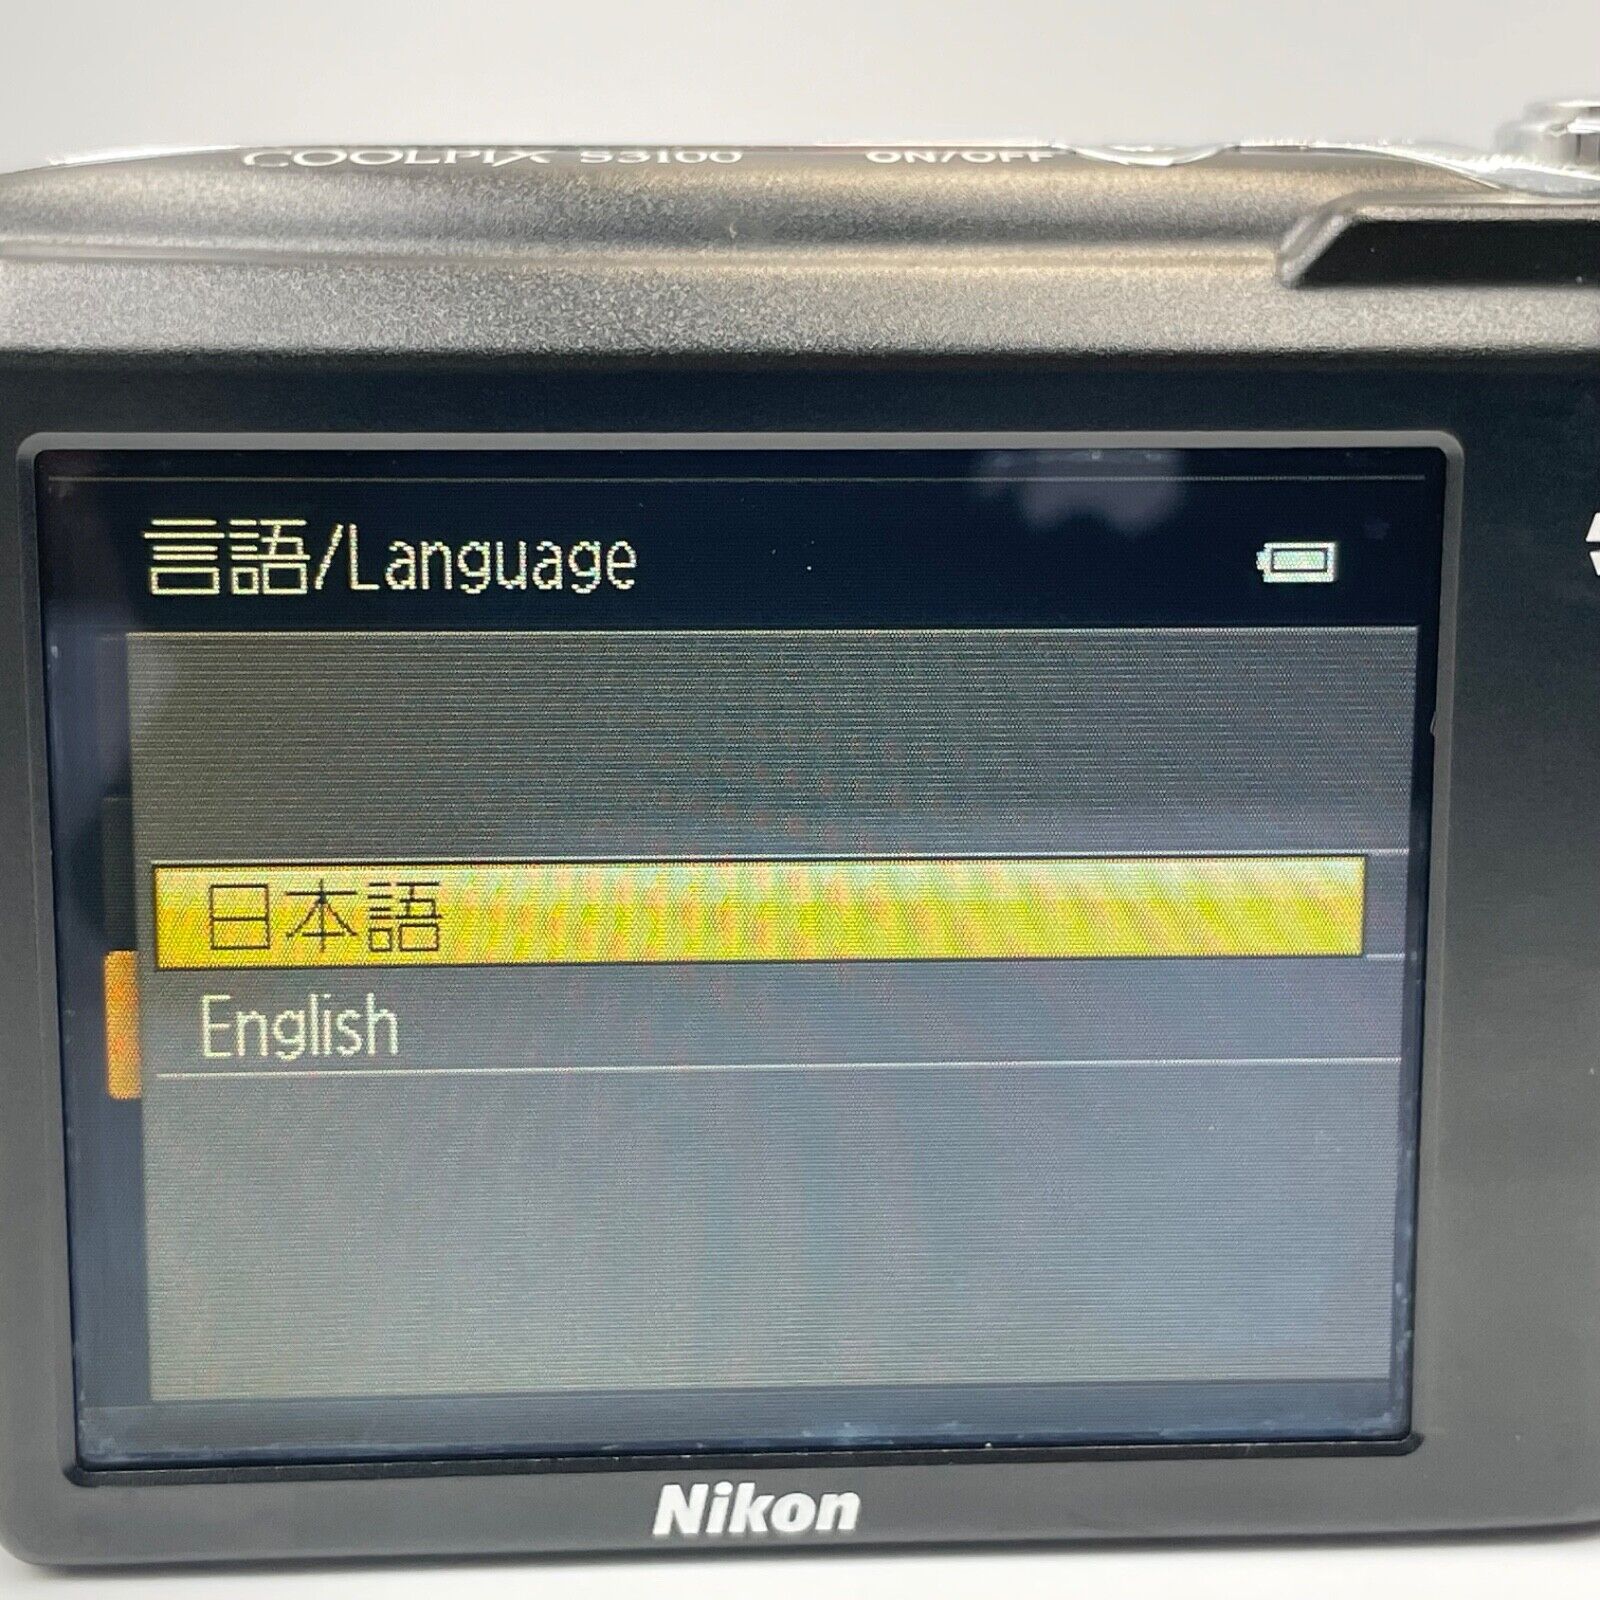 COOLPIX S3100 ON/OFF
言語/Language
日本語
English
Nikon